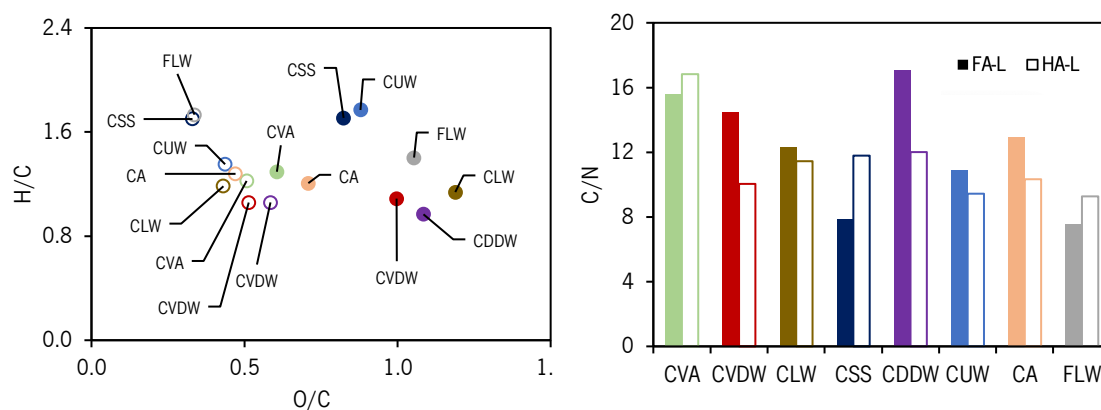 2.4
1.6
0.8
0.0
H/C
0.0
0.5
1.0
1.
O/C
FLW
CSS
CUW
CA
CLW
CVA
CVDW
CVDW
CSS
CUW
CVA
CA
FLW
CLW
CDDW
CVDW
20
16
12
8
4
0
C/N
FA-L
HA-L
CVA CVDW CLW CSS CDDW CUW CA FLW